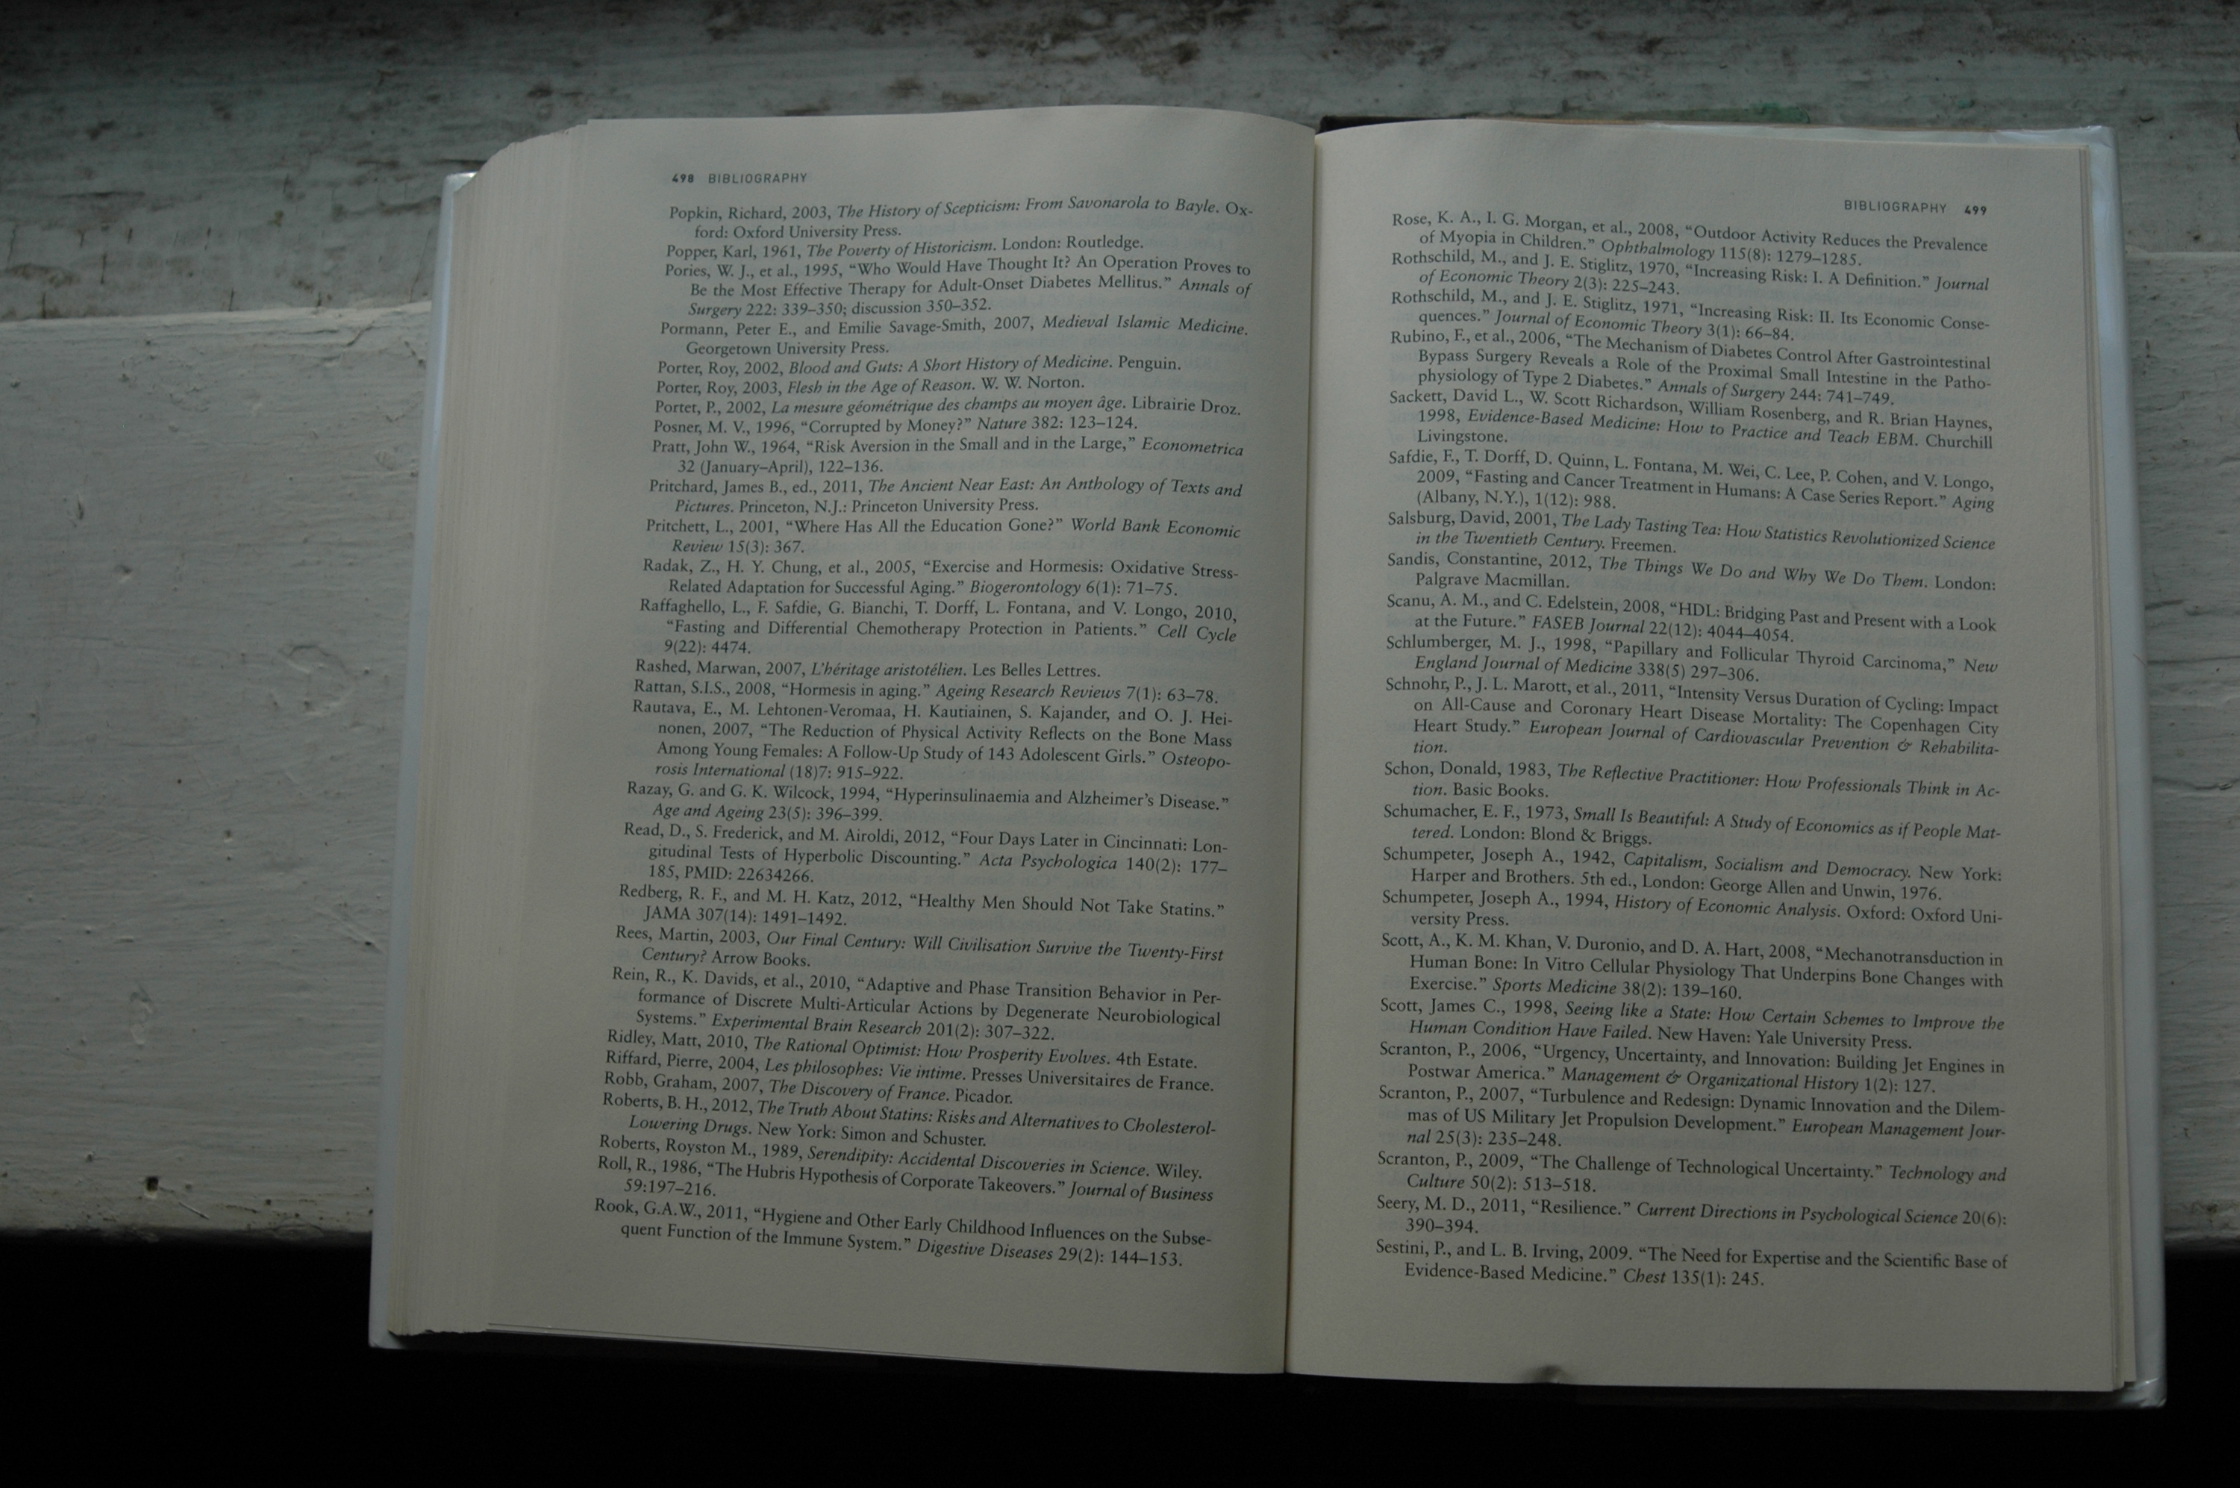 498 BIBLIOGRAPHY
Popkin, Richard, 2003, The History of Scepticism: From Savonarola to Bayle. Ox-
ford: Oxford University Press.
Popper, Karl, 1961, The Poverty of Historicism. London: Routledge.
Pories, W. J., et al., 1995, “Who Would Have Thought It? An Operation Proves to
Be the Most Effective Therapy for Adult-Onset Diabetes Mellitus.” Annals of
Surgery 222: 339–350; discussion 350–352.
Pormann, Peter E., and Emilie Savage-Smith, 2007, Medieval Islamic Medicine.
Georgetown University Press.
Porter, Roy, 2002, Blood and Guts: A Short History of Medicine. Penguin.
Porter, Roy, 2003, Flesh in the Age of Reason. W. W. Norton.
Portet, P., 2002, La mesure géométrique des champs au moyen âge. Librairie Droz.
Posner, M. V., 1996, “Corrupted by Money?” Nature 382: 123–124.
Pratt, John W., 1964, “Risk Aversion in the Small and in the Large,” Econometrica
32 (January–April), 122–136.
Pritchard, James B., ed., 2011, The Ancient Near East: An Anthology of Texts and
Pictures. Princeton, N.J.: Princeton University Press.
Pritchett, L., 2001, “Where Has All the Education Gone?” World Bank Economic
Review 15(3): 367.
Radak, Z., H. Y. Chung, et al., 2005, “Exercise and Hormesis: Oxidative Stress-
Related Adaptation for Successful Aging.” Biogerontology 6(1): 71–75.
Raffaghello, L., F. Safdie, G. Bianchi, T. Dorff, L. Fontana, and V. Longo, 2010,
“Fasting and Differential Chemotherapy Protection in Patients.” Cell Cycle
9(22): 4474.
Rashed, Marwan, 2007, L’héritage aristotélien. Les Belles Lettres.
Rattan, S.I.S., 2008, “Hormesis in aging.” Ageing Research Reviews 7(1): 63–78.
Rautava, E., M. Lehtonen-Veromaa, H. Kautiainen, S. Kajander, and O. J. Hei-
nonen, 2007, “The Reduction of Physical Activity Reflects on the Bone Mass
Among Young Females: A Follow-Up Study of 143 Adolescent Girls.” Osteopo-
rosis International (18)7: 915–922.
Razay, G. and G. K. Wilcock, 1994, “Hyperinsulinaemia and Alzheimer’s Disease.”
Age and Ageing 23(5): 396–399.
Read, D., S. Frederick, and M. Airoldi, 2012, “Four Days Later in Cincinnati: Lon-
gitudinal Tests of Hyperbolic Discounting.” Acta Psychologica 140(2): 177–
185, PMID: 22634266.
Redberg, R. F., and M. H. Katz, 2012, “Healthy Men Should Not Take Statins.”
JAMA 307(14): 1491–1492.
Rees, Martin, 2003, Our Final Century: Will Civilisation Survive the Twenty-First
Century? Arrow Books.
Rein, R., K. Davids, et al., 2010, “Adaptive and Phase Transition Behavior in Per-
formance of Discrete Multi-Articular Actions by Degenerate Neurobiological
Systems.” Experimental Brain Research 201(2): 307–322.
Ridley, Matt, 2010, The Rational Optimist: How Prosperity Evolves. 4th Estate.
Riffard, Pierre, 2004, Les philosophes: Vie intime. Presses Universitaires de France.
Robb, Graham, 2007, The Discovery of France. Picador.
Roberts, B. H., 2012, The Truth About Statins: Risks and Alternatives to Cholesterol-
Lowering Drugs. New York: Simon and Schuster.
Roberts, Royston M., 1989, Serendipity: Accidental Discoveries in Science. Wiley.
Roll, R., 1986, “The Hubris Hypothesis of Corporate Takeovers.” Journal of Business
59:197–216.
Rook, G.A.W., 2011, “Hygiene and Other Early Childhood Influences on the Subse-
quent Function of the Immune System.” Digestive Diseases 29(2): 144–153.
BIBLIOGRAPHY 499
Rose, K. A., I. G. Morgan, et al., 2008, “Outdoor Activity Reduces the Prevalence
of Myopia in Children.” Ophthalmology 115(8): 1279–1285.
Rothschild, M., and J. E. Stiglitz, 1970, “Increasing Risk: I. A Definition.” Journal
of Economic Theory 2(3): 225–243.
Rothschild, M., and J. E. Stiglitz, 1971, “Increasing Risk: II. Its Economic Conse-
quences.” Journal of Economic Theory 3(1): 66–84.
Rubino, F., et al., 2006, “The Mechanism of Diabetes Control After Gastrointestinal
Bypass Surgery Reveals a Role of the Proximal Small Intestine in the Patho-
physiology of Type 2 Diabetes.” Annals of Surgery 244: 741–749.
Sackett, David L., W. Scott Richardson, William Rosenberg, and R. Brian Haynes,
1998, Evidence-Based Medicine: How to Practice and Teach EBM. Churchill
Livingstone.
Safdie, F., T. Dorff, D. Quinn, L. Fontana, M. Wei, C. Lee, P. Cohen, and V. Longo,
2009, “Fasting and Cancer Treatment in Humans: A Case Series Report.” Aging
(Albany, N.Y.), 1(12): 988.
Salsburg, David, 2001, The Lady Tasting Tea: How Statistics Revolutionized Science
in the Twentieth Century. Freemen.
Sandis, Constantine, 2012, The Things We Do and Why We Do Them. London:
Palgrave Macmillan.
Scanu, A. M., and C. Edelstein, 2008, “HDL: Bridging Past and Present with a Look
at the Future.” FASEB Journal 22(12): 4044–4054.
Schlumberger, M. J., 1998, “Papillary and Follicular Thyroid Carcinoma,” New
England Journal of Medicine 338(5) 297–306.
Schnohr, P., J. L. Marott, et al., 2011, “Intensity Versus Duration of Cycling: Impact
on All-Cause and Coronary Heart Disease Mortality: The Copenhagen City
Heart Study.” European Journal of Cardiovascular Prevention & Rehabilita-
tion.
Schon, Donald, 1983, The Reflective Practitioner: How Professionals Think in Ac-
tion. Basic Books.
Schumacher, E. F., 1973, Small Is Beautiful: A Study of Economics as if People Mat-
tered. London: Blond & Briggs.
Schumpeter, Joseph A., 1942, Capitalism, Socialism and Democracy. New York:
Harper and Brothers. 5th ed., London: George Allen and Unwin, 1976.
Schumpeter, Joseph A., 1994, History of Economic Analysis. Oxford: Oxford Uni-
versity Press.
Scott, A., K. M. Khan, V. Duronio, and D. A. Hart, 2008, “Mechanotransduction in
Human Bone: In Vitro Cellular Physiology That Underpins Bone Changes with
Exercise.” Sports Medicine 38(2): 139–160.
Scott, James C., 1998, Seeing like a State: How Certain Schemes to Improve the
Human Condition Have Failed. New Haven: Yale University Press.
Scranton, P., 2006, “Urgency, Uncertainty, and Innovation: Building Jet Engines in
Postwar America.” Management & Organizational History 1(2): 127.
Scranton, P., 2007, “Turbulence and Redesign: Dynamic Innovation and the Dilem-
mas of US Military Jet Propulsion Development.” European Management Jour-
nal 25(3): 235–248.
Scranton, P., 2009, “The Challenge of Technological Uncertainty.” Technology and
Culture 50(2): 513–518.
Seery, M. D., 2011, “Resilience.” Current Directions in Psychological Science 20(6):
390–394.
Sestini, P., and L. B. Irving, 2009. “The Need for Expertise and the Scientific Base of
Evidence-Based Medicine.” Chest 135(1): 245.